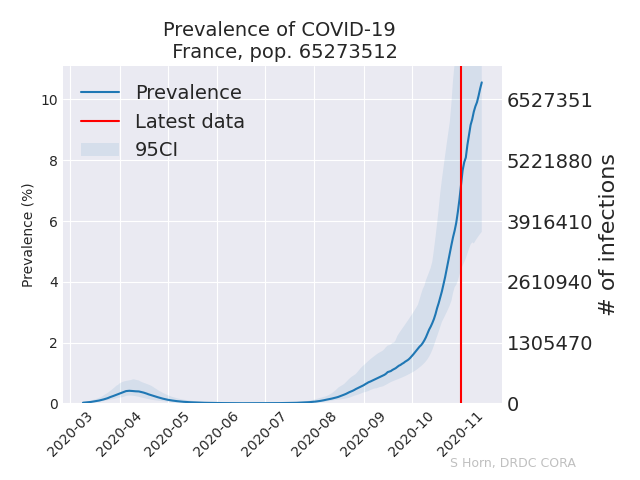 Prevalence of COVID-19
France, pop. 65273512
Prevalence
Latest data
95CI
Prevalence (%)
10
8
6
4
2
0
6527351
5221880
3916410
2610940
1305470
0
# of infections
2020-03
2020-04
2020-05
2020-06
2020-07
2020-08
2020-09
2020-10
2020-11
S Horn, DRDC CORA